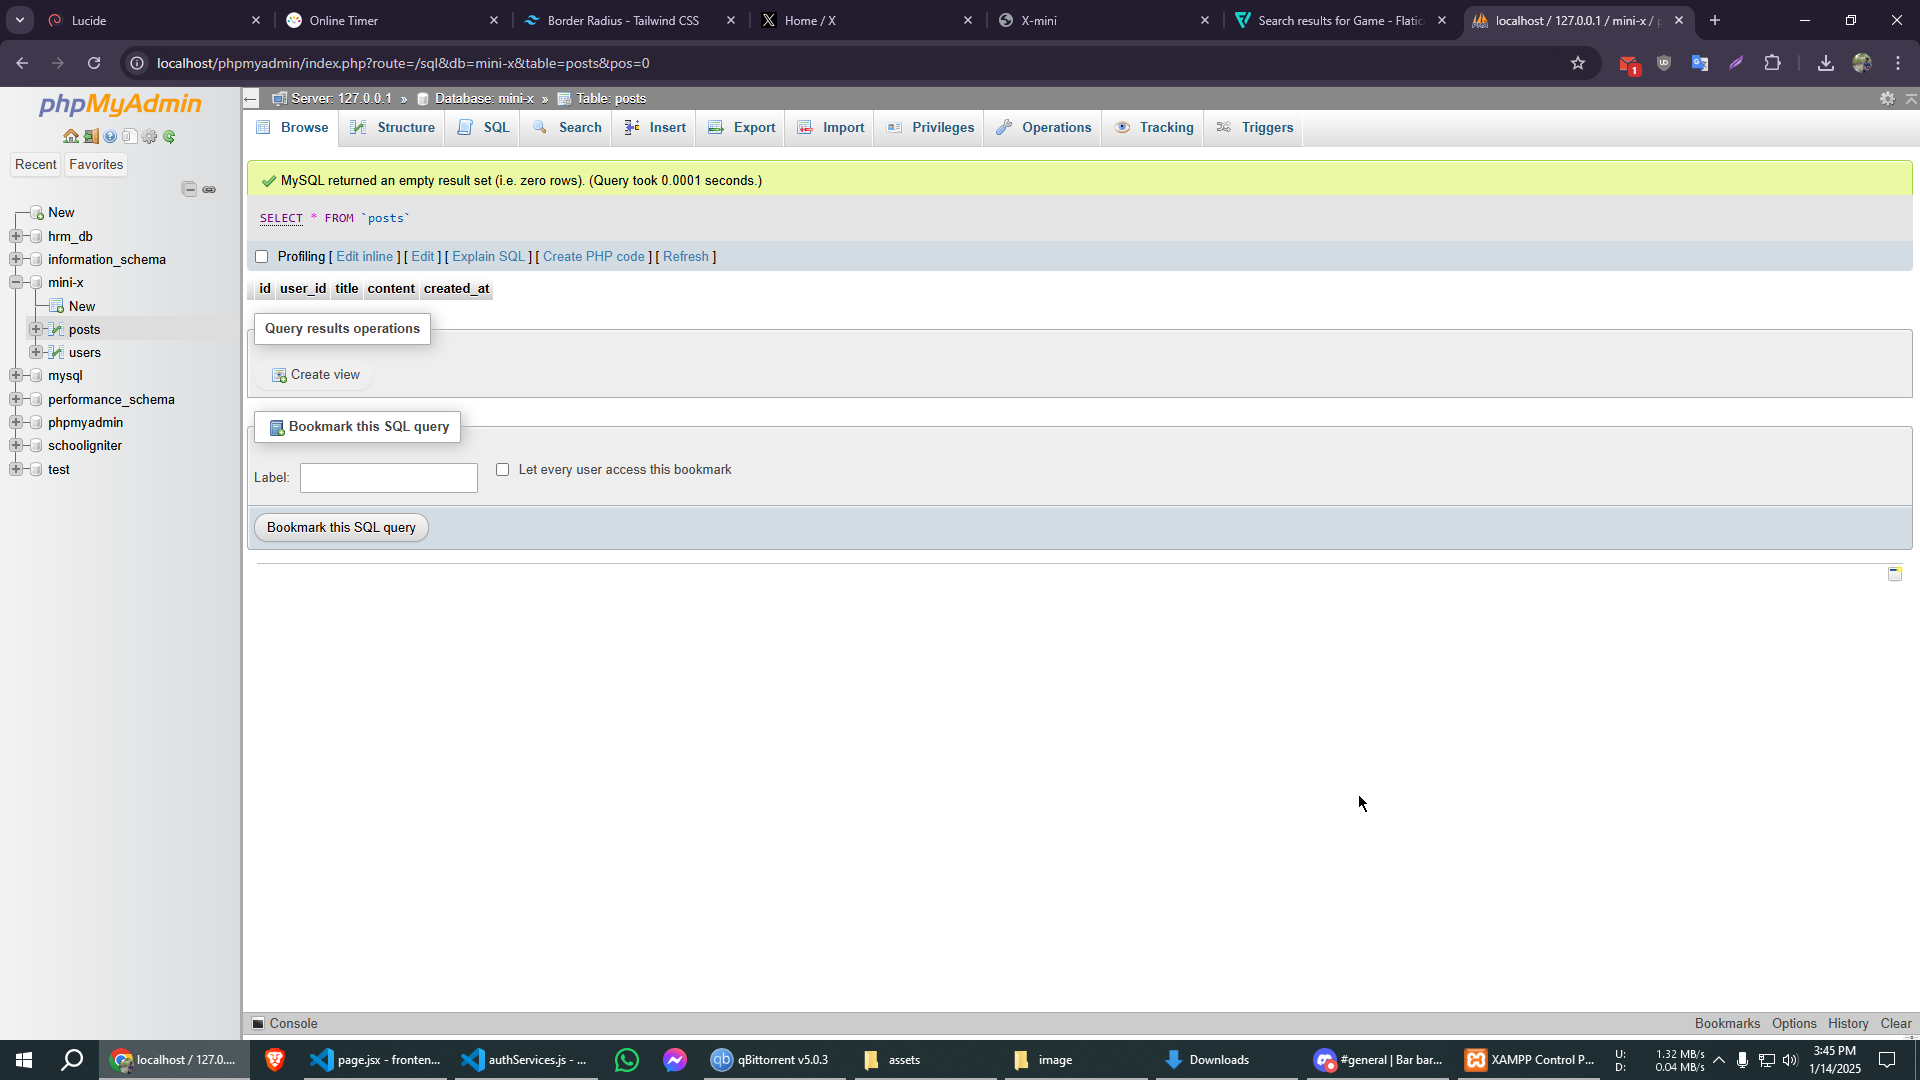 Lucide
Online Timer
Border Radius - Tailwind CSS
Home / X
X-mini
Search results for Game - Flatic
localhost / 127.0.0.1 / mini-x / p
localhost/phpmyadmin/index.php?route=/sql&db=mini-x&table=posts&pos=0
1
phpMyAdmin
Recent
Favorites
New
hrm_db
information_schema
mini-x
New
posts
users
mysql
performance_schema
phpmyadmin
schooligniter
test
Server: 127.0.0.1 » Database: mini-x » Table: posts
Browse
Structure
SQL
Search
Insert
Export
Import
Privileges
Operations
Tracking
Triggers
MySQL returned an empty result set (i.e. zero rows). (Query took 0.0001 seconds.)
SELECT * FROM `posts`
Profiling [ Edit inline ] [ Edit ] [ Explain SQL ] [ Create PHP code ] [ Refresh ]
id user_id title content created_at
Query results operations
Create view
Bookmark this SQL query
Label:
Let every user access this bookmark
Bookmark this SQL query
Console
Bookmarks
Options
History
Clear
localhost / 127.0....
page.jsx - fronten...
authServices.js - ...
qBittorrent v5.0.3
assets
image
Downloads
#general | Bar bar...
XAMPP Control P...
U: 1.32 MB/s
D: 0.04 MB/s
3:45 PM
1/14/2025